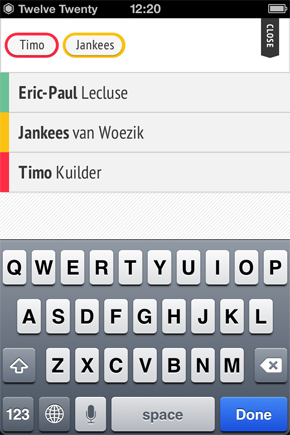 Twelve Twenty 12:20
Timo Jankees CLOSE
Eric-Paul Lecluse
Jankees van Woezik
Timo Kuilder
Q W E R T Y U I O P
A S D F G H J K L
Z X C V B N M
123 space Done